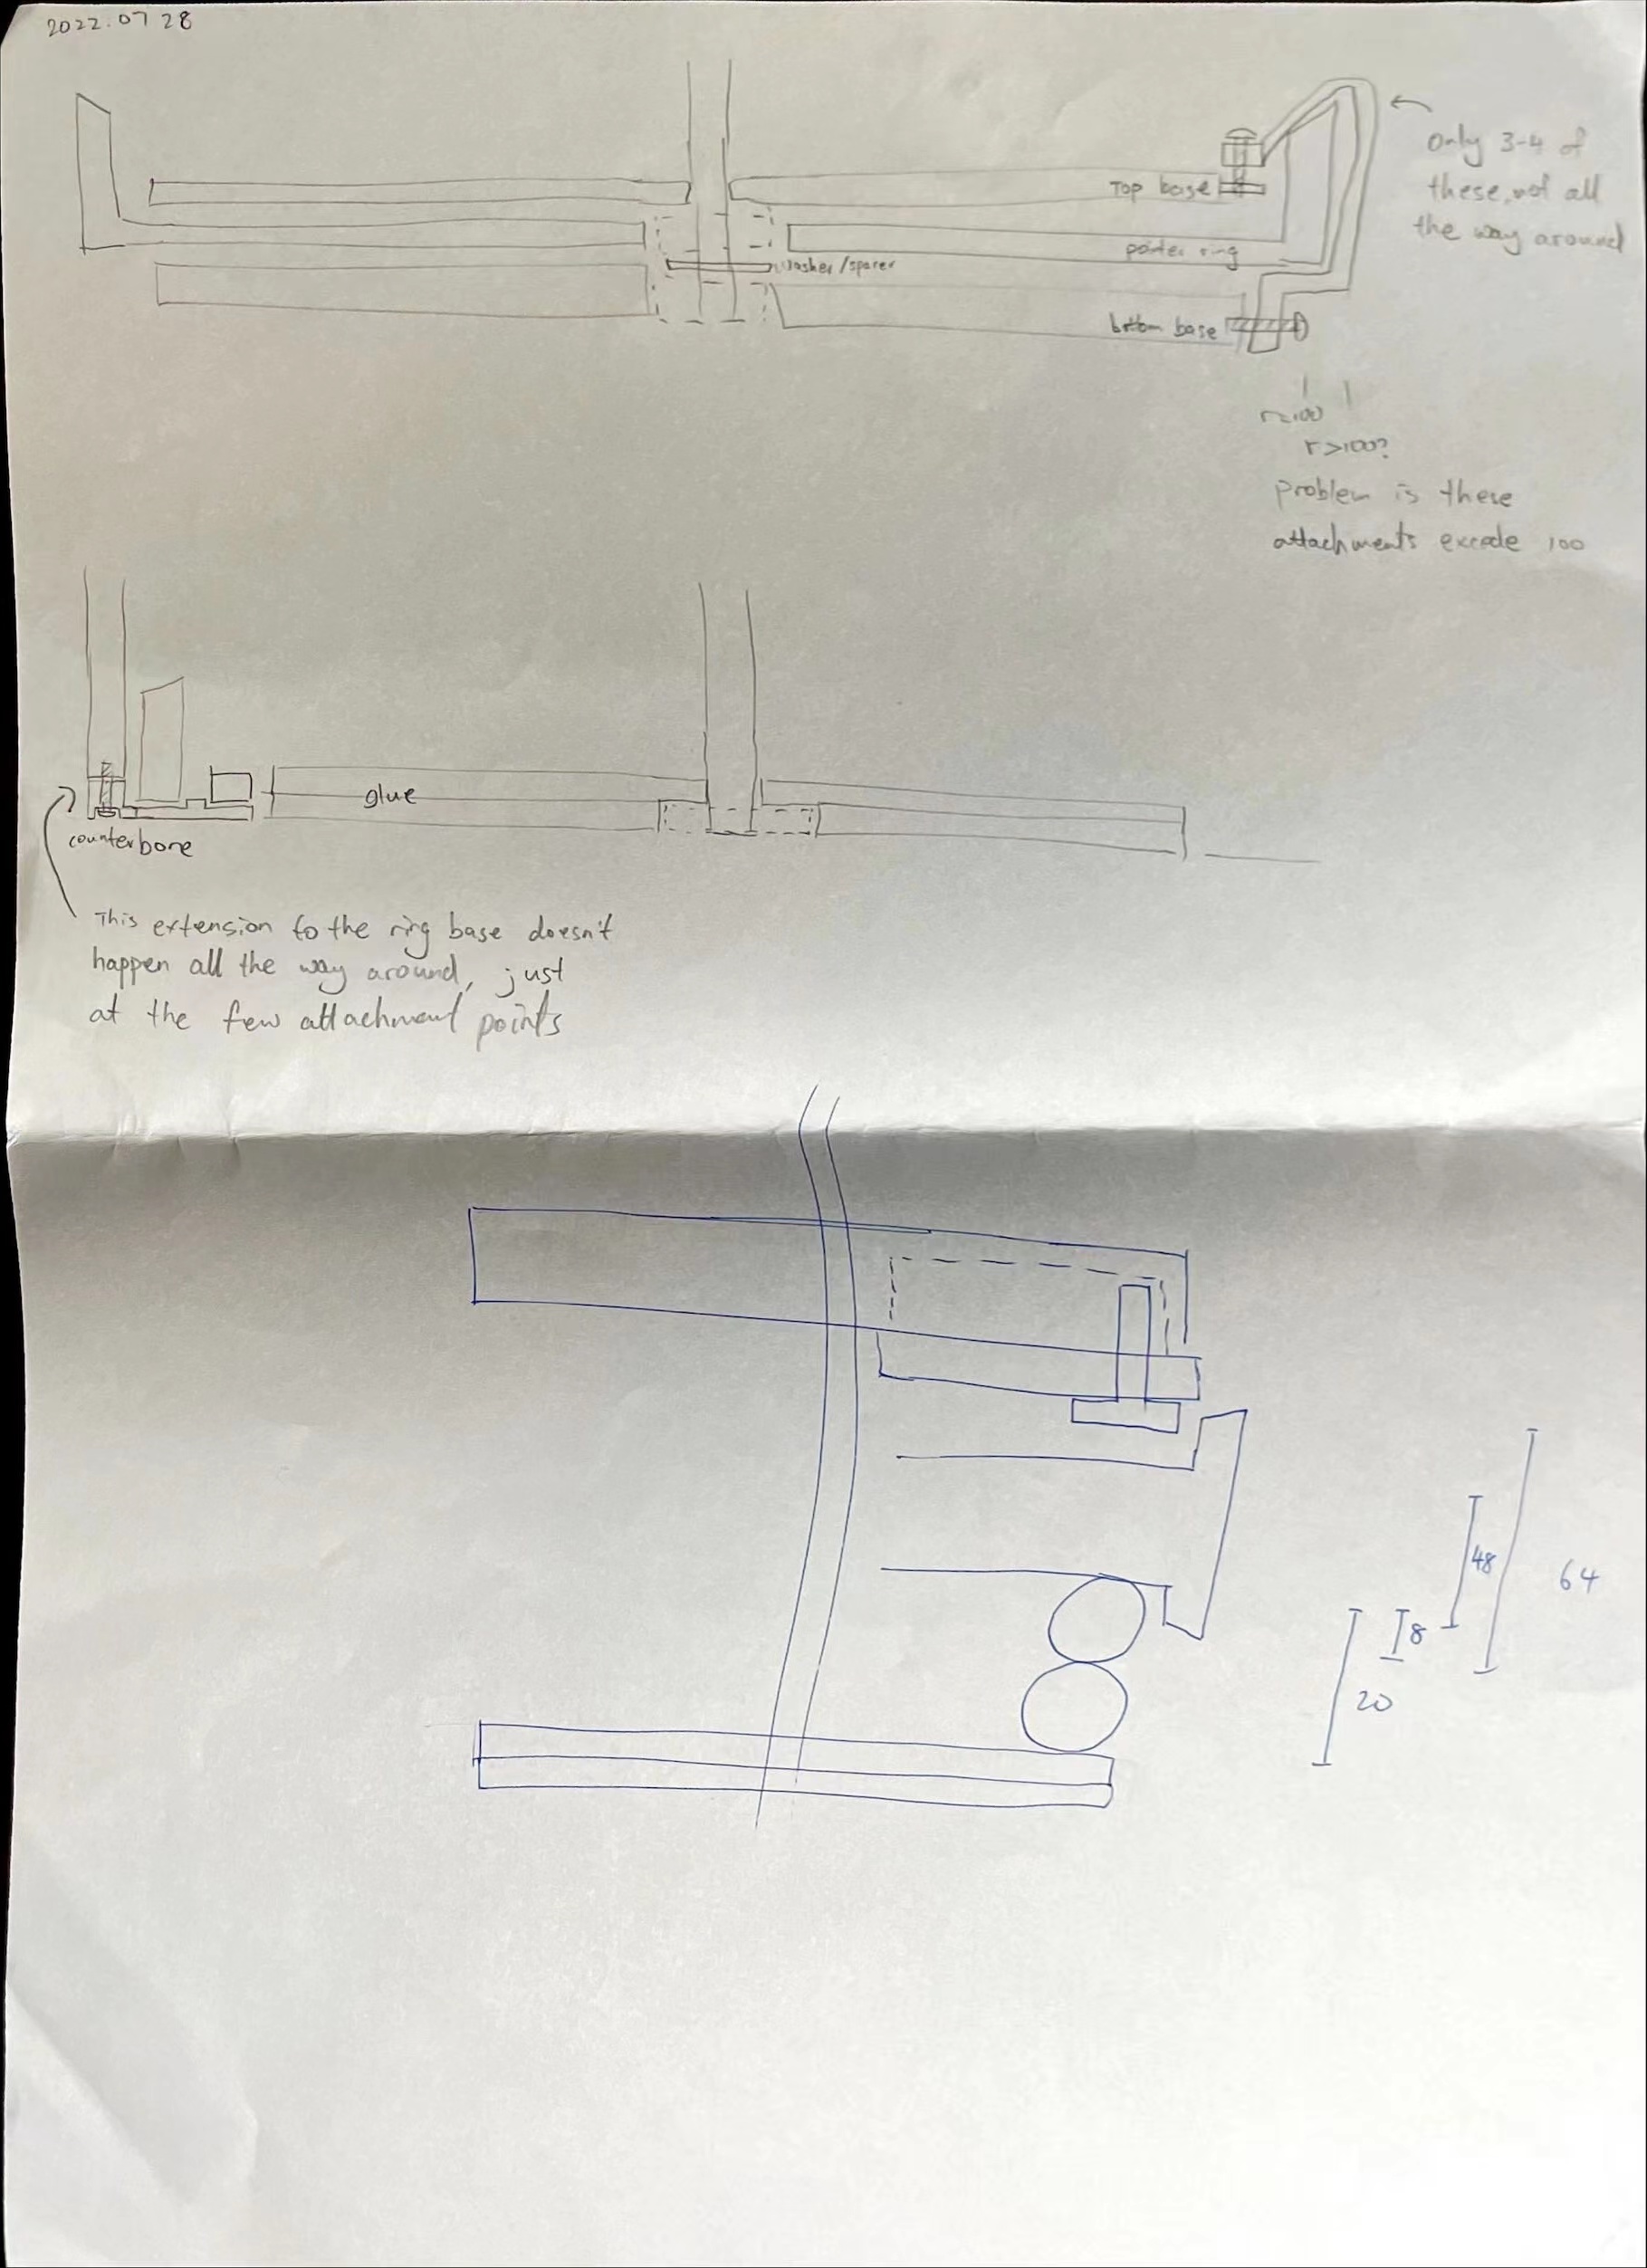 2022.07 28
Only 3-4 of
these, not all
the way around
Top base
pointer ring
washer/spacer
bottom base
r=100
r>100?
problem is these
attachments excede 100
glue
counterbore
This extension to the ring base doesn't
happen all the way around, just
at the few attachment points
48
64
8
20